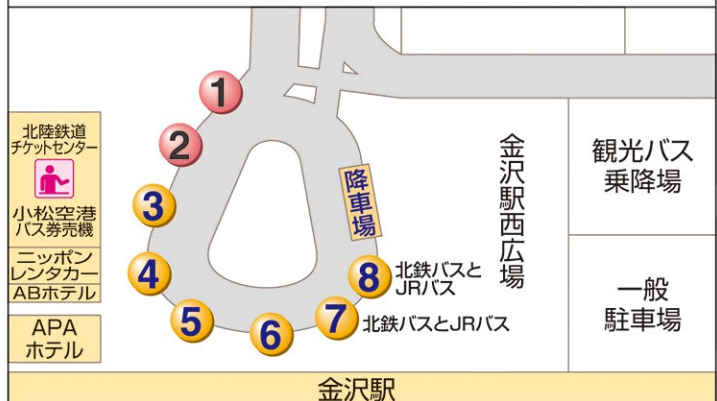 1
2
3
4
5
6
7
8
北陸鉄道
チケットセンター
小松空港
バス券売機
ニッポン
レンタカー
ABホテル
APA
ホテル
降車場
北鉄バスと
JRバス
北鉄バスとJRバス
金沢駅西広場
観光バス
乗降場
一般
駐車場
金沢駅